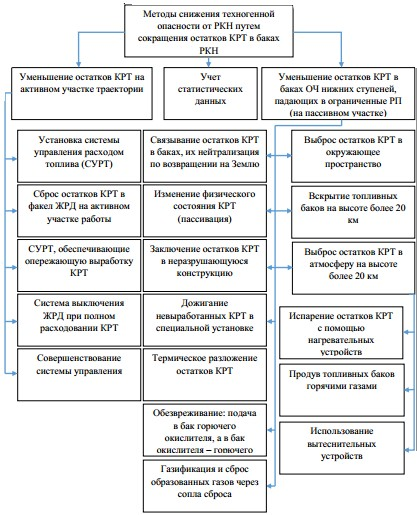 Методы снижения техногенной
опасности от РКН путем
сокращения остатков КРТ в баках
РКН
Уменьшение остатков КРТ на
активном участке траектории
Учет
статистических
данных
Уменьшение остатков КРТ в
баках ОЧ нижних ступеней,
падающих в ограниченные РП
(на пассивном участке)
Установка системы
управления расходом
топлива (СУРТ)
Сброс остатков КРТ в
факел ЖРД на активном
участке работы
СУРТ, обеспечивающие
опережающую выработку
КРТ
Система выключения
ЖРД при полном
расходовании КРТ
Совершенствование
системы управления
Связывание остатков КРТ
в баках, их нейтрализация
по возвращении на Землю
Изменение физического
состояния КРТ
(пассивация)
Заключение остатков КРТ
в неразрушающуюся
конструкцию
Дожигание
невыработанных КРТ в
специальной установке
Термическое разложение
остатков КРТ
Обезвреживание: подача
в бак горючего
окислителя, а в бак
окислителя – горючего
Газификация и сброс
образованных газов через
сопла сброса
Выброс остатков КРТ в
окружающее
пространство
Вскрытие топливных
баков на высоте более 20
км
Выброс остатков КРТ в
атмосферу на высоте
более 20 км
Испарение остатков КРТ
с помощью
нагревательных
устройств
Продув топливных баков
горячими газами
Использование
вытеснительных
устройств